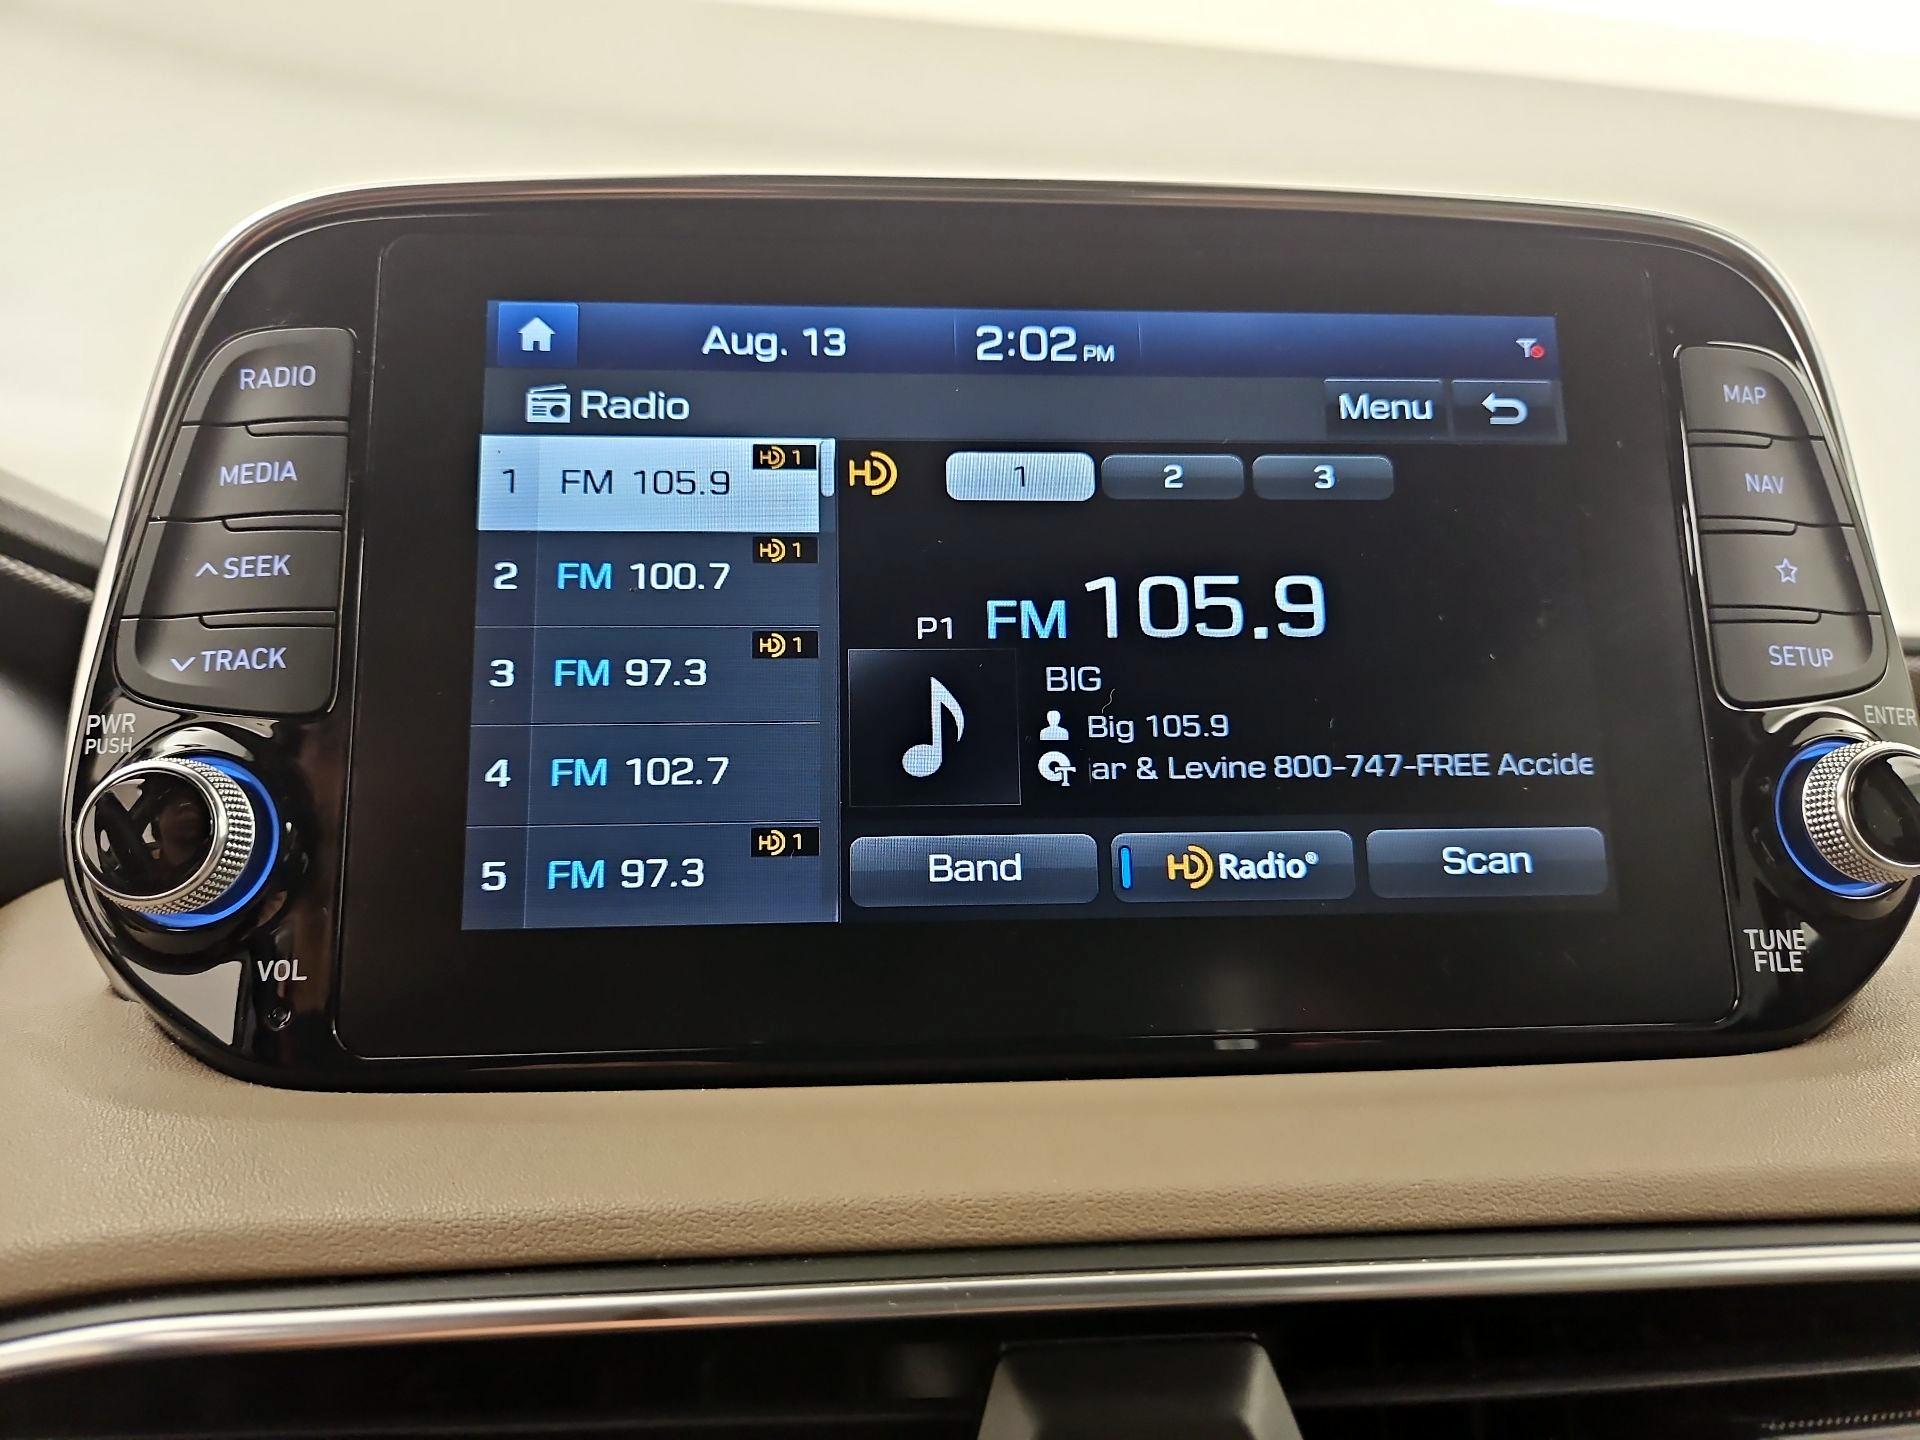 Aug. 13 2:02 PM
Radio Menu
1 FM 105.9 HD 1
2 FM 100.7 HD 1
3 FM 97.3 HD 1
4 FM 102.7
5 FM 97.3 HD 1
HD 1 2 3
P1 FM 105.9
BIG
Big 105.9
ar & Levine 800-747-FREE Accide
Band HD Radio® Scan
RADIO
MEDIA
SEEK
TRACK
PWR
PUSH
VOL
MAP
NAV
SETUP
ENTER
TUNE
FILE